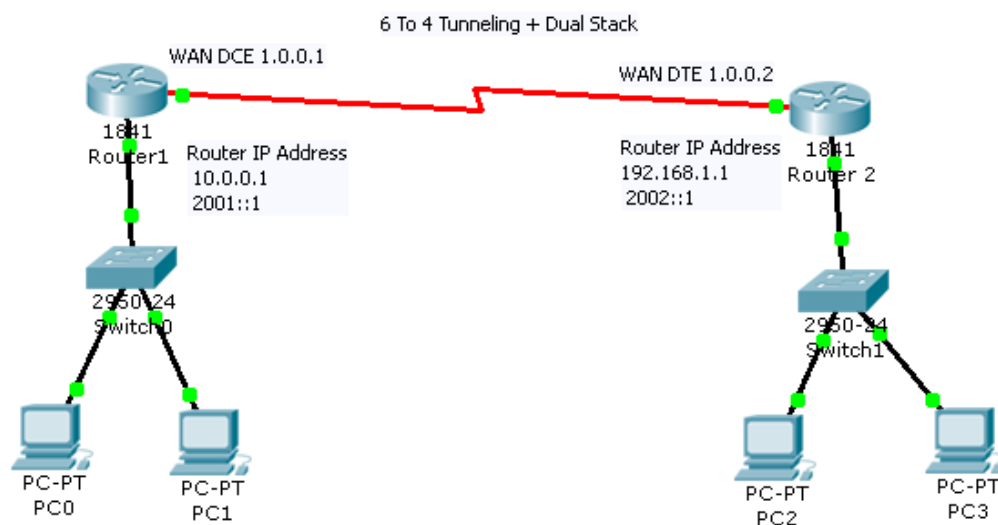 6 To 4 Tunneling + Dual Stack
WAN DCE 1.0.0.1
WAN DTE 1.0.0.2
1841
Router1
Router IP Address
10.0.0.1
2001::1
Router IP Address
192.168.1.1
2002::1
1841
Router 2
2950-24
Switch0
2950-24
Switch1
PC-PT
PC0
PC-PT
PC1
PC-PT
PC2
PC-PT
PC3